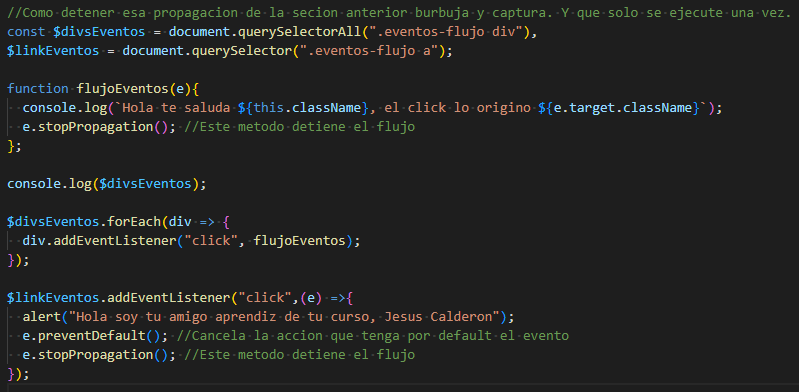 //Como detener esa propagacion de la secion anterior burbuja y captura. Y que solo se ejecute una vez.
const $divsEventos = document.querySelectorAll(".eventos-flujo div"),
$linkEventos = document.querySelector(".eventos-flujo a");
function flujoEventos(e){
console.log(`Hola te saluda ${this.className}, el click lo origino ${e.target.className}`);
e.stopPropagation(); //Este metodo detiene el flujo
};
console.log($divsEventos);
$divsEventos.forEach(div => {
div.addEventListener("click", flujoEventos);
});
$linkEventos.addEventListener("click",(e) =>{
alert("Hola soy tu amigo aprendiz de tu curso, Jesus Calderon");
e.preventDefault(); //Cancela la accion que tenga por default el evento
e.stopPropagation(); //Este metodo detiene el flujo
});